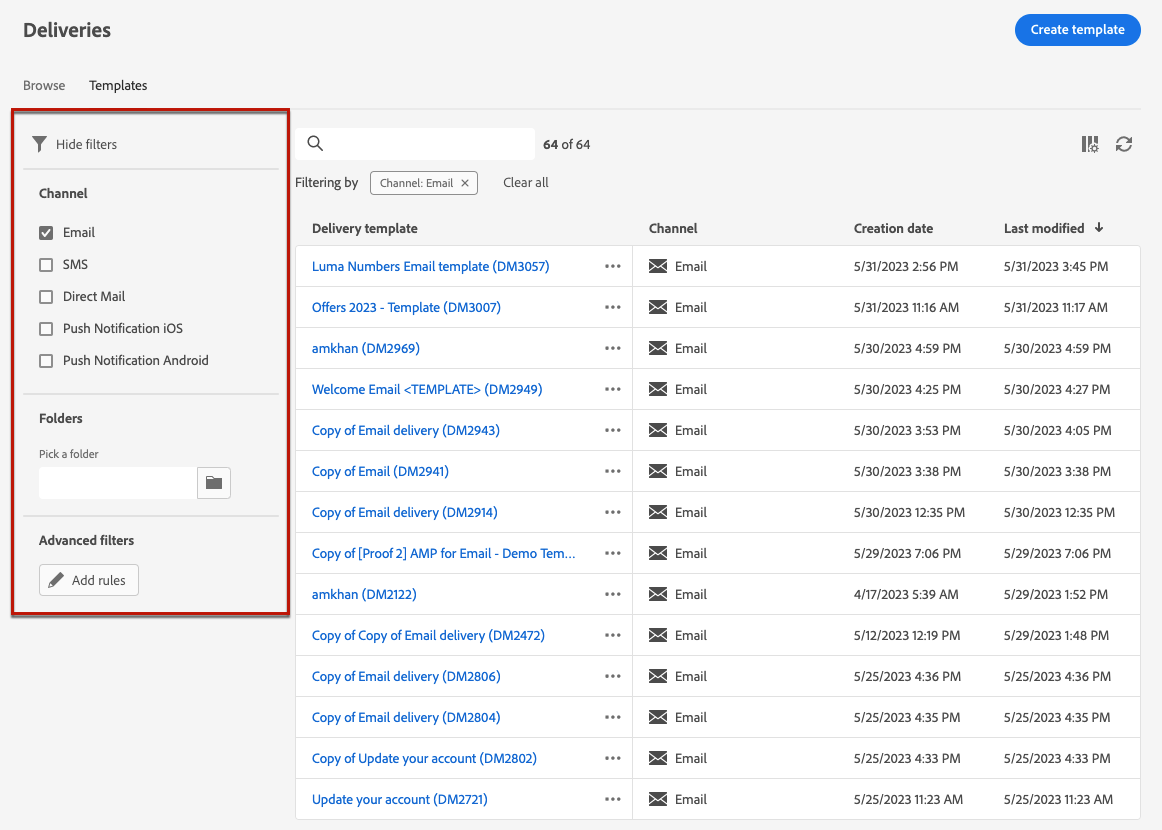 Deliveries
Create template
Browse Templates
Hide filters
64 of 64
Filtering by Channel: Email Clear all
Channel
Email
SMS
Direct Mail
Push Notification iOS
Push Notification Android
Folders
Pick a folder
Advanced filters
Add rules
Delivery template Channel Creation date Last modified
Luma Numbers Email template (DM3057) Email 5/31/2023 2:56 PM 5/31/2023 3:45 PM
Offers 2023 - Template (DM3007) Email 5/31/2023 11:16 AM 5/31/2023 11:17 AM
amkhan (DM2969) Email 5/30/2023 4:59 PM 5/30/2023 4:59 PM
Welcome Email <TEMPLATE> (DM2949) Email 5/30/2023 4:25 PM 5/30/2023 4:27 PM
Copy of Email delivery (DM2943) Email 5/30/2023 3:53 PM 5/30/2023 4:05 PM
Copy of Email (DM2941) Email 5/30/2023 3:38 PM 5/30/2023 3:38 PM
Copy of Email delivery (DM2914) Email 5/30/2023 12:35 PM 5/30/2023 12:35 PM
Copy of [Proof 2] AMP for Email - Demo Tem... Email 5/29/2023 7:06 PM 5/29/2023 7:06 PM
amkhan (DM2122) Email 4/17/2023 5:39 AM 5/29/2023 1:52 PM
Copy of Copy of Email delivery (DM2472) Email 5/12/2023 12:19 PM 5/29/2023 1:48 PM
Copy of Email delivery (DM2806) Email 5/25/2023 4:36 PM 5/25/2023 4:36 PM
Copy of Email delivery (DM2804) Email 5/25/2023 4:35 PM 5/25/2023 4:35 PM
Copy of Update your account (DM2802) Email 5/25/2023 4:33 PM 5/25/2023 4:33 PM
Update your account (DM2721) Email 5/25/2023 11:23 AM 5/25/2023 11:23 AM